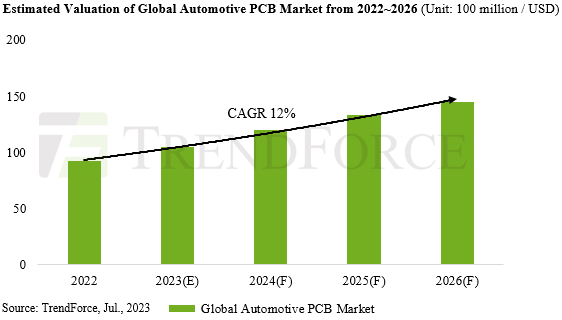 Estimated Valuation of Global Automotive PCB Market from 2022~2026 (Unit: 100 million / USD)
200
150
100
50
0
CAGR 12%
TRENDFORCE
2022 2023(E) 2024(F) 2025(F) 2026(F)
Source: TrendForce, Jul., 2023 Global Automotive PCB Market